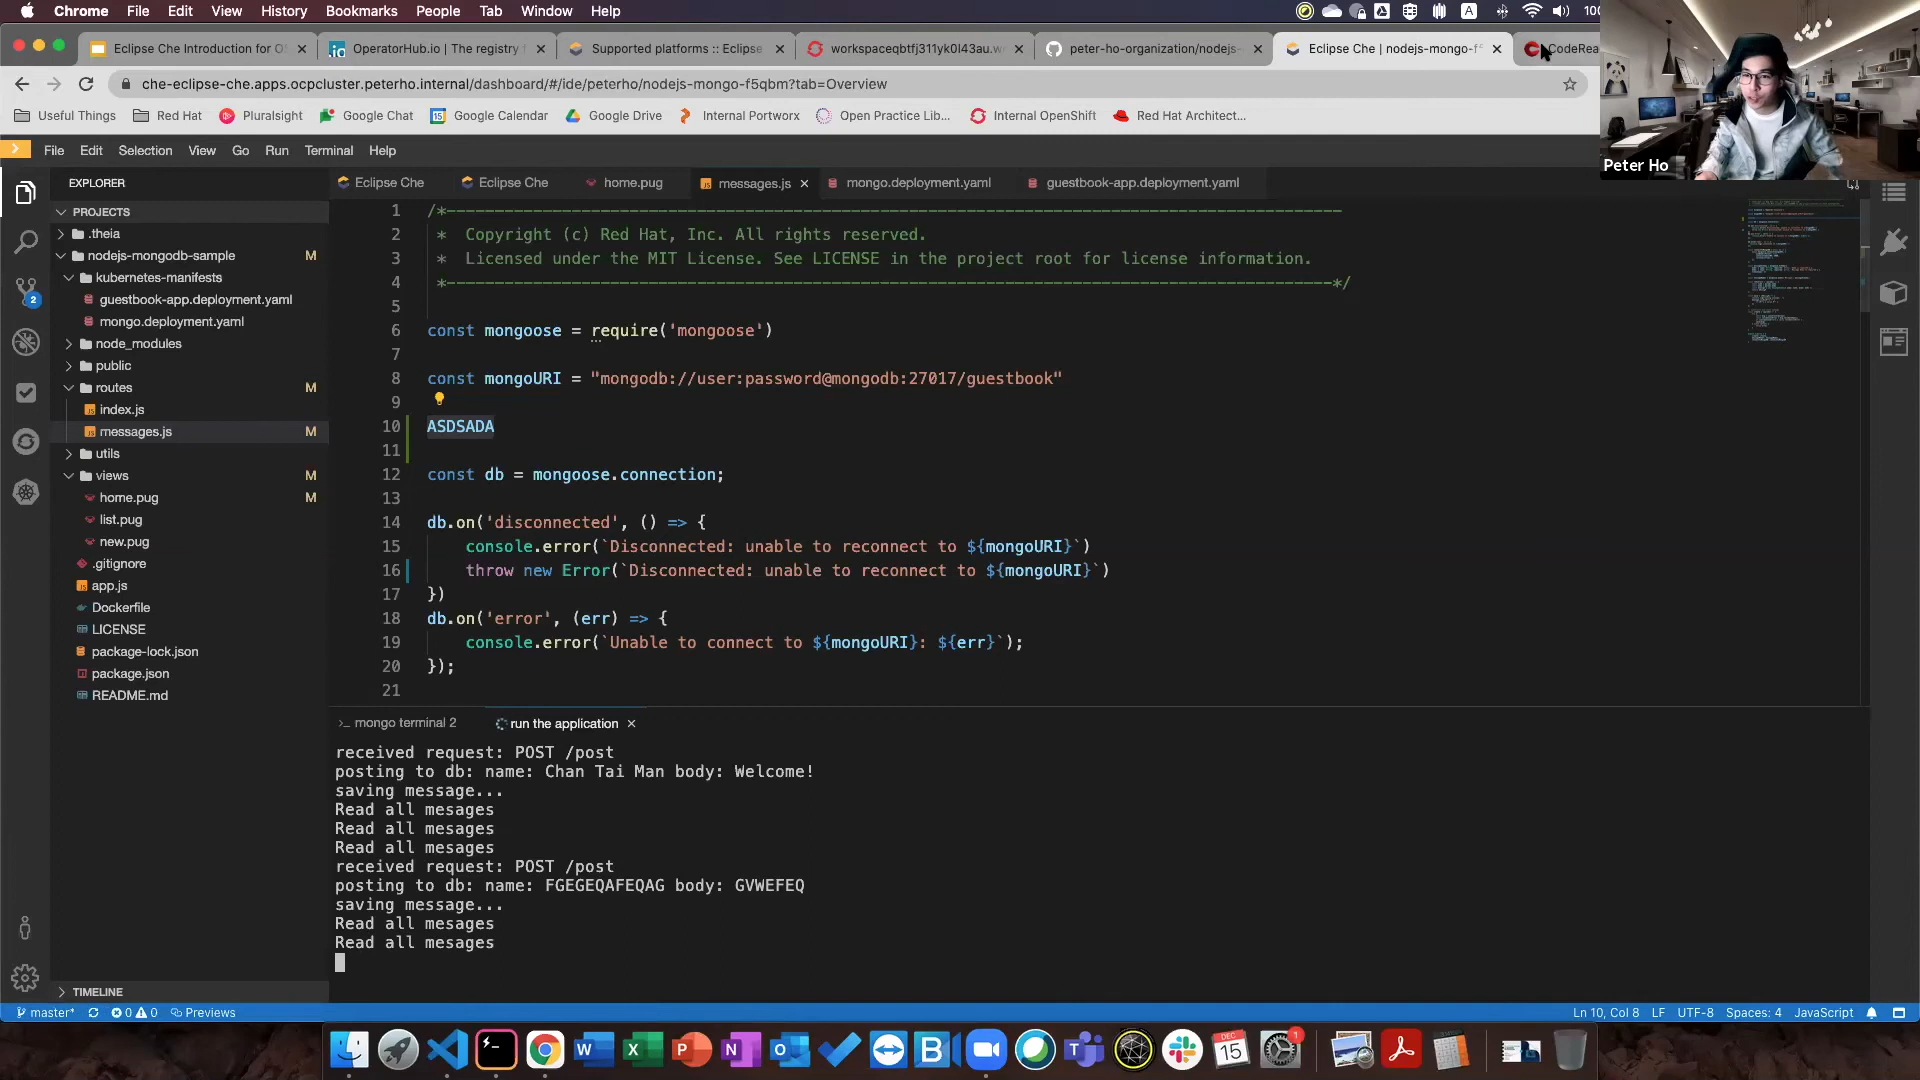 Chrome File Edit View History Bookmarks People Tab Window Help
Eclipse Che Introduction for O
OperatorHub.io | The registry f
Supported platforms :: Eclipse
workspaceqbtfj311yk0l43au.w
peter-ho-organization/nodejs-
Eclipse Che | nodejs-mongo-f
CodeRea
che-eclipse-che.apps.ocpcluster.peterho.internal/dashboard/#/ide/peterho/nodejs-mongo-f5qbm?tab=Overview
Useful Things Red Hat Pluralsight Google Chat Google Calendar Google Drive Internal Portworx Open Practice Lib... Internal OpenShift Red Hat Architect...
Peter Ho
File Edit Selection View Go Run Terminal Help
EXPLORER
PROJECTS
.theia
nodejs-mongodb-sample M
kubernetes-manifests
guestbook-app.deployment.yaml
mongo.deployment.yaml
node_modules
public
routes M
index.js
messages.js M
utils
views M
home.pug M
list.pug
new.pug
.gitignore
app.js
Dockerfile
LICENSE
package-lock.json
package.json
README.md
TIMELINE
2
Eclipse Che Eclipse Che home.pug messages.js mongo.deployment.yaml guestbook-app.deployment.yaml
1 /*--------------------------------------------------------------------------------------------
2 * Copyright (c) Red Hat, Inc. All rights reserved.
3 * Licensed under the MIT License. See LICENSE in the project root for license information.
4 *--------------------------------------------------------------------------------------------*/
5
6 const mongoose = require('mongoose')
7
8 const mongoURI = "mongodb://user:password@mongodb:27017/guestbook"
9
10 ASDSADA
11
12 const db = mongoose.connection;
13
14 db.on('disconnected', () => {
15 console.error(`Disconnected: unable to reconnect to ${mongoURI}`)
16 throw new Error(`Disconnected: unable to reconnect to ${mongoURI}`)
17 })
18 db.on('error', (err) => {
19 console.error(`Unable to connect to ${mongoURI}: ${err}`);
20 });
21
>_ mongo terminal 2 run the application
received request: POST /post
posting to db: name: Chan Tai Man body: Welcome!
saving message...
Read all mesages
Read all mesages
Read all mesages
received request: POST /post
posting to db: name: FGEGEQAFEQAG body: GVWEFEQ
saving message...
Read all mesages
Read all mesages
master* 0 0 Previews
Ln 10, Col 8 LF UTF-8 Spaces: 4 JavaScript
DEC
15
1